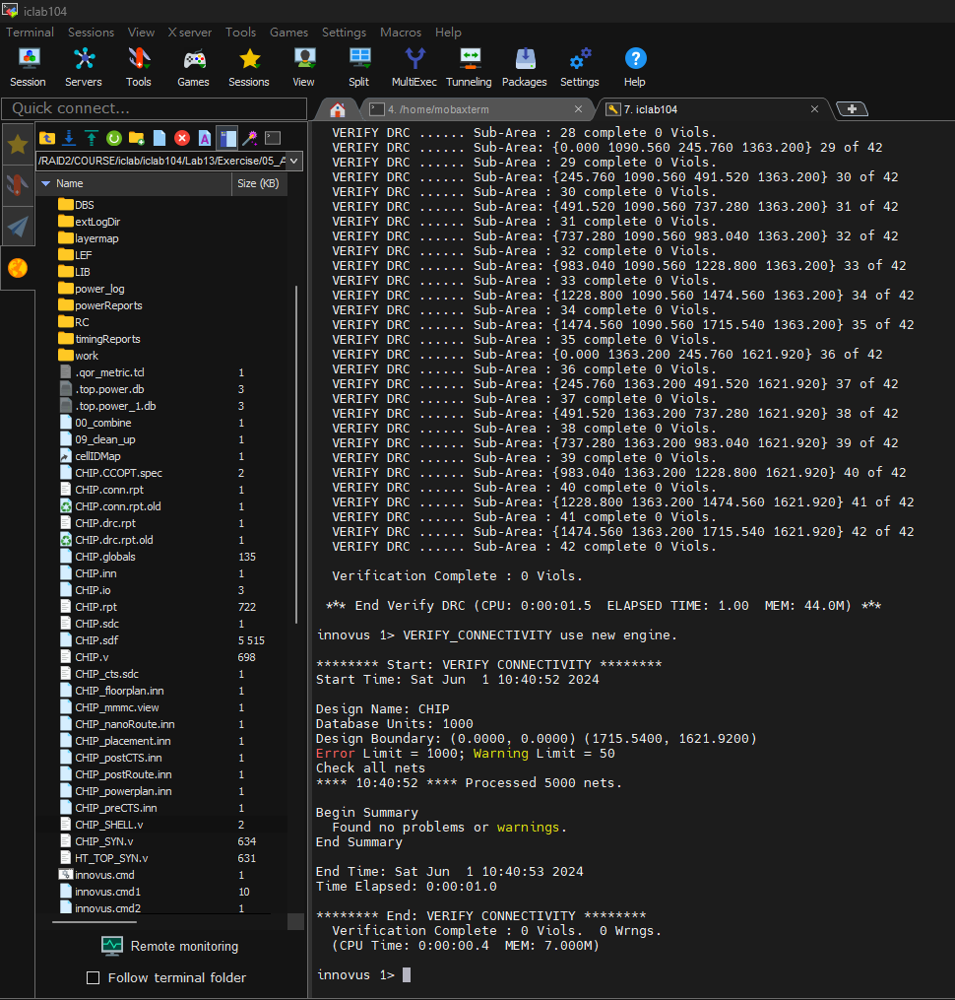 iclab104
Terminal Sessions View X server Tools Games Settings Macros Help
Session Servers Tools Games Sessions View Split MultiExec Tunneling Packages Settings Help
Quick connect...
4. /home/mobaxterm
7. iclab104
/RAID2/COURSE/iclab/iclab104/Lab13/Exercise/05_A
Name Size (KB)
DBS
extLogDir
layermap
LEF
LIB
power_log
powerReports
RC
timingReports
work
.qor_metric.tcl 1
.top.power.db 3
.top.power_1.db 3
00_combine 1
09_clean_up 1
cellIDMap 1
CHIP.CCOPT.spec 2
CHIP.conn.rpt 1
CHIP.conn.rpt.old 1
CHIP.drc.rpt 1
CHIP.drc.rpt.old 1
CHIP.globals 135
CHIP.inn 1
CHIP.io 3
CHIP.rpt 722
CHIP.sdc 1
CHIP.sdf 5 515
CHIP.v 698
CHIP_cts.sdc 1
CHIP_floorplan.inn 1
CHIP_mmmc.view 1
CHIP_nanoRoute.inn 1
CHIP_placement.inn 1
CHIP_postCTS.inn 1
CHIP_postRoute.inn 1
CHIP_powerplan.inn 1
CHIP_preCTS.inn 1
CHIP_SHELL.v 2
CHIP_SYN.v 634
HT_TOP_SYN.v 631
innovus.cmd 1
innovus.cmd1 10
innovus.cmd2 1
Remote monitoring
Follow terminal folder
VERIFY DRC ...... Sub-Area : 28 complete 0 Viols.
VERIFY DRC ...... Sub-Area: {0.000 1090.560 245.760 1363.200} 29 of 42
VERIFY DRC ...... Sub-Area : 29 complete 0 Viols.
VERIFY DRC ...... Sub-Area: {245.760 1090.560 491.520 1363.200} 30 of 42
VERIFY DRC ...... Sub-Area : 30 complete 0 Viols.
VERIFY DRC ...... Sub-Area: {491.520 1090.560 737.280 1363.200} 31 of 42
VERIFY DRC ...... Sub-Area : 31 complete 0 Viols.
VERIFY DRC ...... Sub-Area: {737.280 1090.560 983.040 1363.200} 32 of 42
VERIFY DRC ...... Sub-Area : 32 complete 0 Viols.
VERIFY DRC ...... Sub-Area: {983.040 1090.560 1228.800 1363.200} 33 of 42
VERIFY DRC ...... Sub-Area : 33 complete 0 Viols.
VERIFY DRC ...... Sub-Area: {1228.800 1090.560 1474.560 1363.200} 34 of 42
VERIFY DRC ...... Sub-Area : 34 complete 0 Viols.
VERIFY DRC ...... Sub-Area: {1474.560 1090.560 1715.540 1363.200} 35 of 42
VERIFY DRC ...... Sub-Area : 35 complete 0 Viols.
VERIFY DRC ...... Sub-Area: {0.000 1363.200 245.760 1621.920} 36 of 42
VERIFY DRC ...... Sub-Area : 36 complete 0 Viols.
VERIFY DRC ...... Sub-Area: {245.760 1363.200 491.520 1621.920} 37 of 42
VERIFY DRC ...... Sub-Area : 37 complete 0 Viols.
VERIFY DRC ...... Sub-Area: {491.520 1363.200 737.280 1621.920} 38 of 42
VERIFY DRC ...... Sub-Area : 38 complete 0 Viols.
VERIFY DRC ...... Sub-Area: {737.280 1363.200 983.040 1621.920} 39 of 42
VERIFY DRC ...... Sub-Area : 39 complete 0 Viols.
VERIFY DRC ...... Sub-Area: {983.040 1363.200 1228.800 1621.920} 40 of 42
VERIFY DRC ...... Sub-Area : 40 complete 0 Viols.
VERIFY DRC ...... Sub-Area: {1228.800 1363.200 1474.560 1621.920} 41 of 42
VERIFY DRC ...... Sub-Area : 41 complete 0 Viols.
VERIFY DRC ...... Sub-Area: {1474.560 1363.200 1715.540 1621.920} 42 of 42
VERIFY DRC ...... Sub-Area : 42 complete 0 Viols.
Verification Complete : 0 Viols.
*** End Verify DRC (CPU: 0:00:01.5 ELAPSED TIME: 1.00 MEM: 44.0M) ***
innovus 1> VERIFY_CONNECTIVITY use new engine.
******** Start: VERIFY CONNECTIVITY ********
Start Time: Sat Jun 1 10:40:52 2024
Design Name: CHIP
Database Units: 1000
Design Boundary: (0.0000, 0.0000) (1715.5400, 1621.9200)
Error Limit = 1000; Warning Limit = 50
Check all nets
**** 10:40:52 **** Processed 5000 nets.
Begin Summary
Found no problems or warnings.
End Summary
End Time: Sat Jun 1 10:40:53 2024
Time Elapsed: 0:00:01.0
******** End: VERIFY CONNECTIVITY ********
Verification Complete : 0 Viols. 0 Wrngs.
(CPU Time: 0:00:00.4 MEM: 7.000M)
innovus 1>